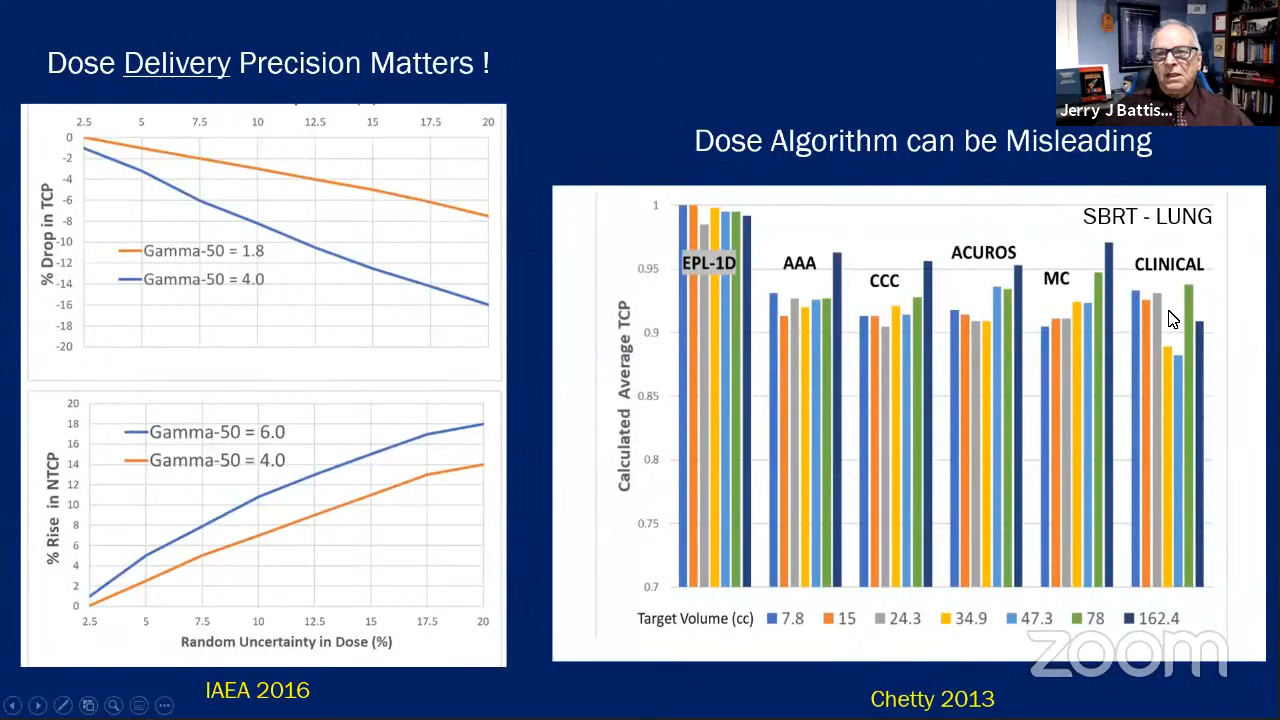 Dose Delivery Precision Matters !
2.5 5 7.5 10 12.5 15 17.5 20
0
-2
-4
-6
-8
-10
-12
-14
-16
-18
-20
% Drop in TCP
Gamma-50 = 1.8
Gamma-50 = 4.0
20
18
16
14
12
10
8
6
4
2
0
% Rise in NTCP
Gamma-50 = 6.0
Gamma-50 = 4.0
2.5 5 7.5 10 12.5 15 17.5 20
Random Uncertainty in Dose (%)
IAEA 2016
Jerry J Battis...
Dose Algorithm can be Misleading
SBRT - LUNG
1
0.95
0.9
0.85
0.8
0.75
0.7
Calculated Average TCP
EPL-1D
AAA
CCC
ACUROS
MC
CLINICAL
Target Volume (cc) 7.8 15 24.3 34.9 47.3 78 162.4
zoom
Chetty 2013